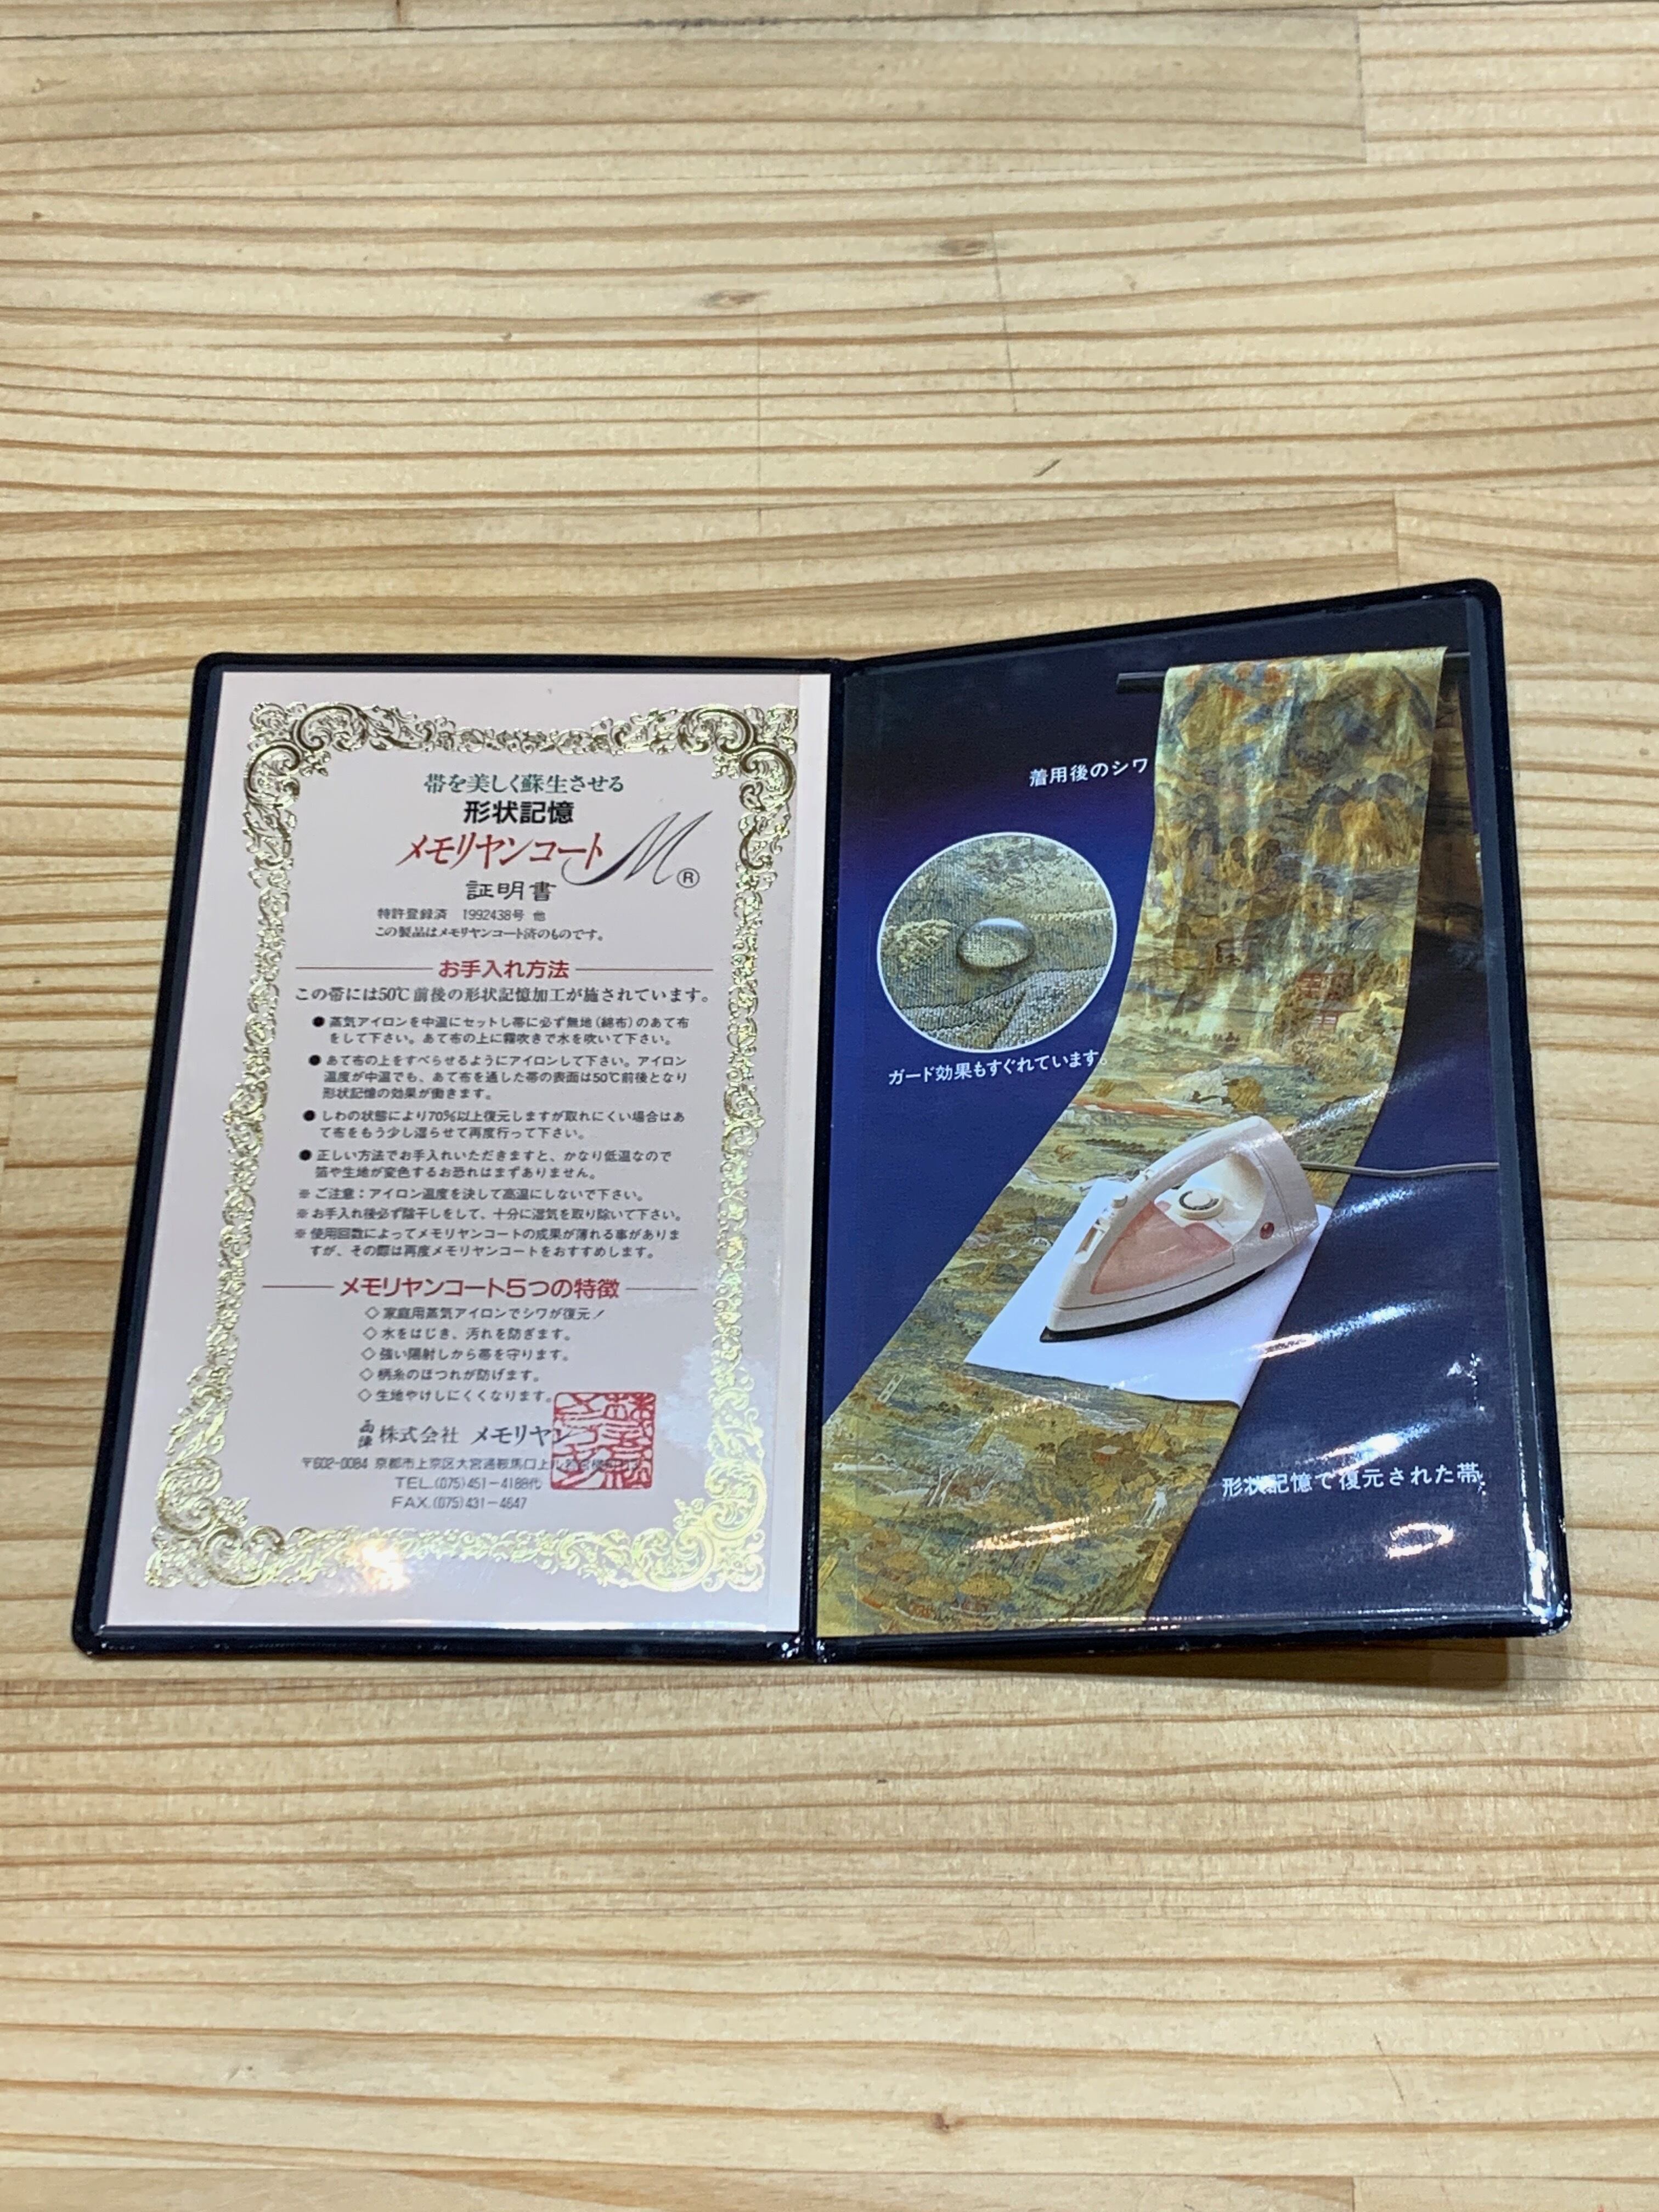 帯を美しく蘇生させる
形状記憶
メモリヤンコート M ®
証明書
特許登録済 1992438号 他
この製品はメモリヤンコート済のものです。
お手入れ方法
この帯には50℃前後の形状記憶加工が施されています。
●蒸気アイロンを中温にセットし帯に必ず無地(綿布)のあて布
をして下さい。あて布の上に霧吹きで水を吹いて下さい。
●あて布の上をすべらせるようにアイロンして下さい。アイロン
温度が中温でも、あて布を通した帯の表面は50℃前後となり
形状記憶の効果が働きます。
●しわの状態により70%以上復元しますが取れにくい場合はあ
て布をもう少し湿らせて再度行って下さい。
●正しい方法でお手入れいただきますと、かなり低温なので
箔や生地が変色するお恐れはまずありません。
※ご注意:アイロン温度を決して高温にしないで下さい。
※お手入れ後必ず陰干しをして、十分に湿気を取り除いて下さい。
※使用回数によってメモリヤンコートの成果が薄れる事がありま
すが、その際は再度メモリヤンコートをおすすめします。
メモリヤンコート5つの特徴
◇家庭用蒸気アイロンでシワが復元!
◇水をはじき、汚れを防ぎます。
◇強い陽射しから帯を守ります。
◇柄糸のほつれが防げます。
◇生地やけしにくくなります。
西陣 株式会社 メモリヤン
〒602-0084 京都市上京区大宮通鞍馬口上ル
TEL.(075)451-4188代
FAX.(075)431-4647
着用後のシワ
ガード効果もすぐれています。
形状記憶で復元された帯